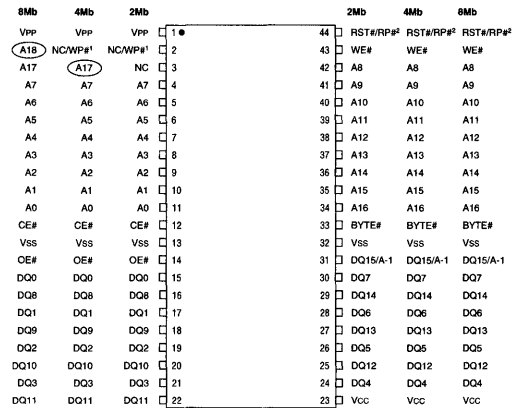 8Mb 4Mb 2Mb 2Mb 4Mb 8Mb
VPP VPP VPP 1 44 RST#/RP#² RST#/RP#² RST#/RP#²
A18 NC/WP#¹ NC/WP#¹ 2 43 WE# WE# WE#
A17 A17 NC 3 42 A8 A8 A8
A7 A7 A7 4 41 A9 A9 A9
A6 A6 A6 5 40 A10 A10 A10
A5 A5 A5 6 39 A11 A11 A11
A4 A4 A4 7 38 A12 A12 A12
A3 A3 A3 8 37 A13 A13 A13
A2 A2 A2 9 36 A14 A14 A14
A1 A1 A1 10 35 A15 A15 A15
A0 A0 A0 11 34 A16 A16 A16
CE# CE# CE# 12 33 BYTE# BYTE# BYTE#
VSS VSS VSS 13 32 VSS VSS VSS
OE# OE# OE# 14 31 DQ15/A-1 DQ15/A-1 DQ15/A-1
DQ0 DQ0 DQ0 15 30 DQ7 DQ7 DQ7
DQ8 DQ8 DQ8 16 29 DQ14 DQ14 DQ14
DQ1 DQ1 DQ1 17 28 DQ6 DQ6 DQ6
DQ9 DQ9 DQ9 18 27 DQ13 DQ13 DQ13
DQ2 DQ2 DQ2 19 26 DQ5 DQ5 DQ5
DQ10 DQ10 DQ10 20 25 DQ12 DQ12 DQ12
DQ3 DQ3 DQ3 21 24 DQ4 DQ4 DQ4
DQ11 DQ11 DQ11 22 23 VCC VCC VCC